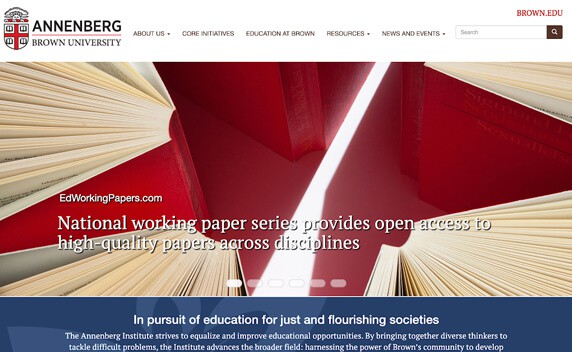 BROWN.EDU
ANNENBERG
BROWN UNIVERSITY
ABOUT US
CORE INITIATIVES
EDUCATION AT BROWN
RESOURCES
NEWS AND EVENTS
Search
EdWorkingPapers.com
National working paper series provides open access to
high-quality papers across disciplines
In pursuit of education for just and flourishing societies
The Annenberg Institute strives to equalize and improve educational opportunities. By bringing together diverse thinkers to
tackle difficult problems, the Institute advances the broader field: harnessing the power of Brown's community to develop